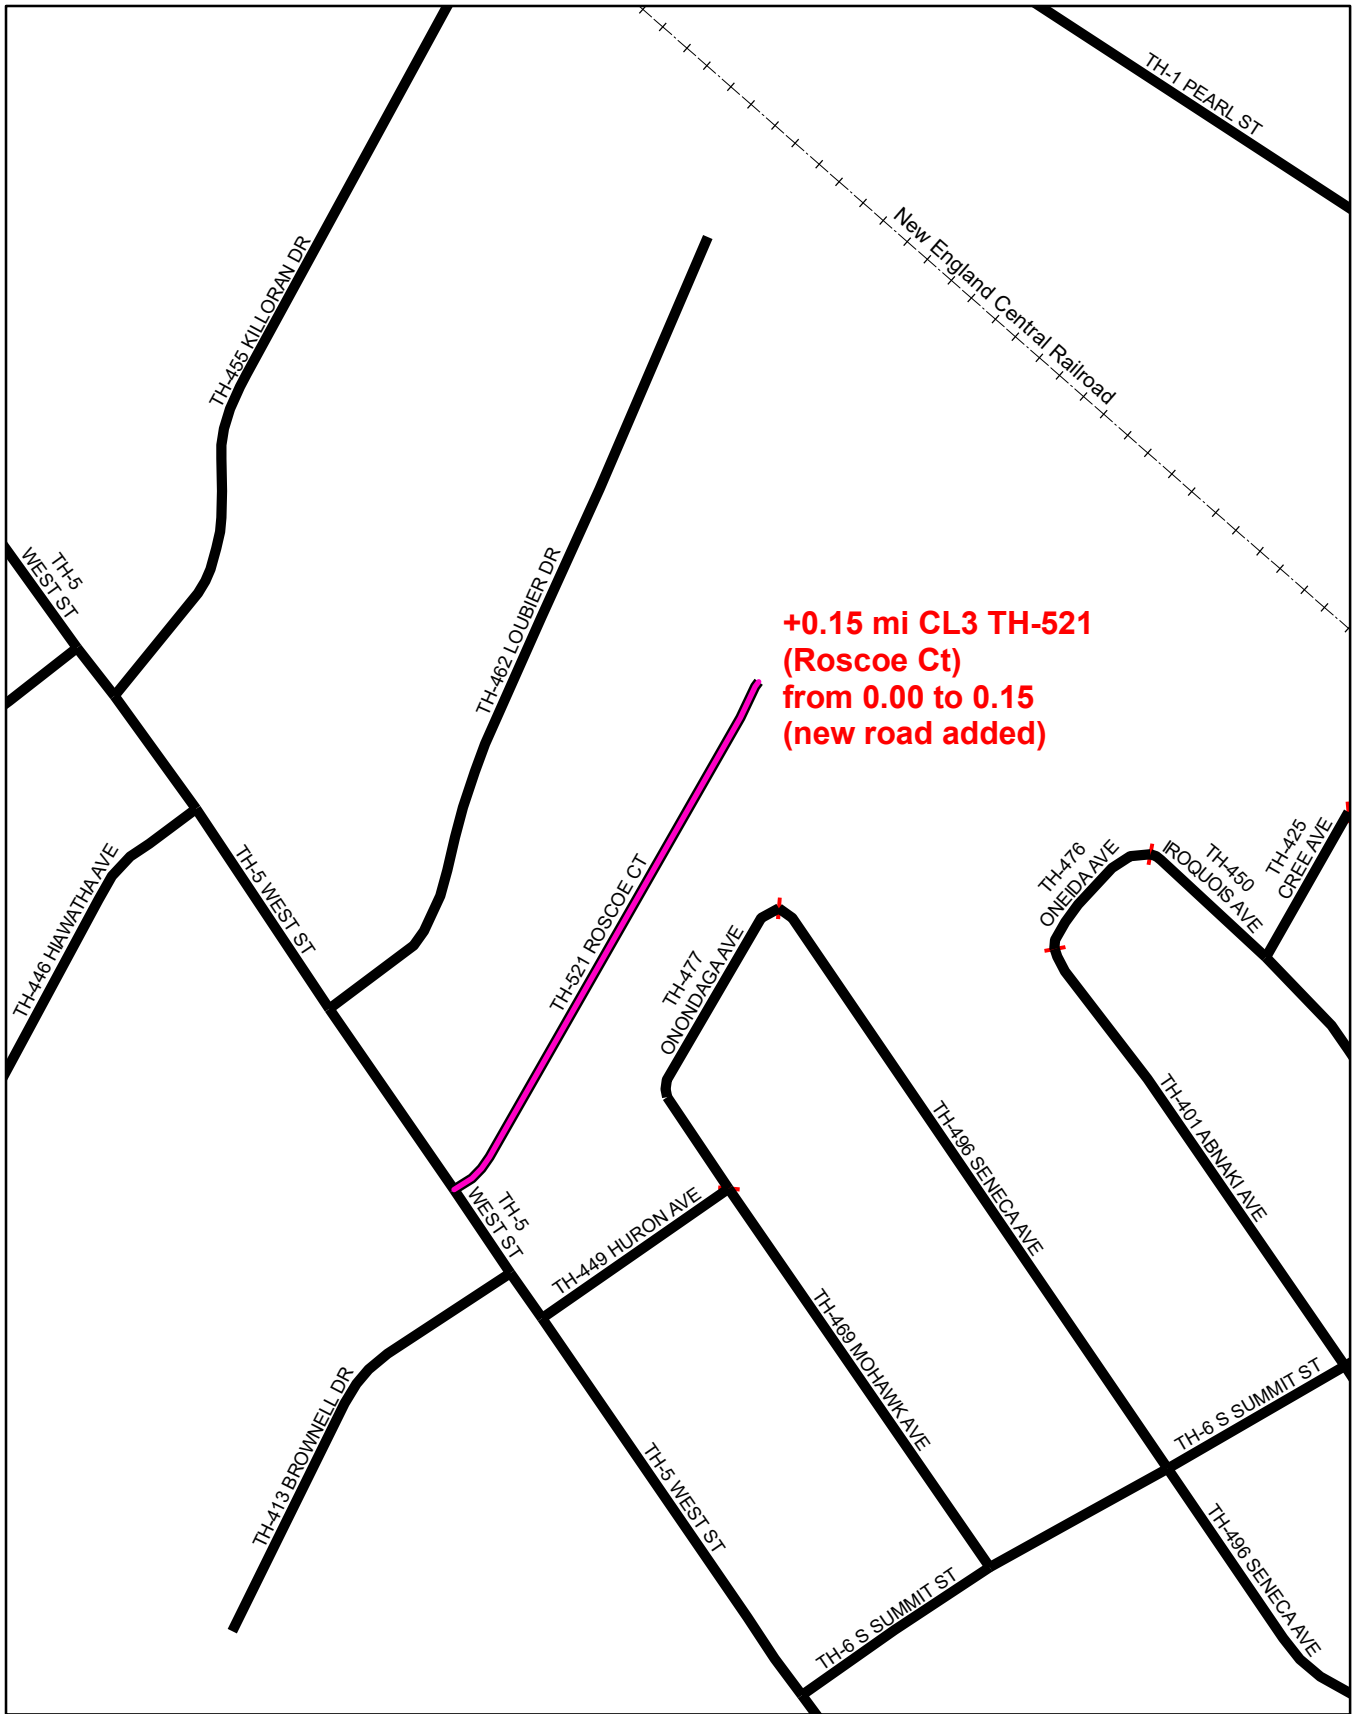 TH-1 PEARL ST
New England Central Railroad
TH-455 KILLORAN DR
TH-5
WEST ST
TH-462 LOUBIER DR
+0.15 mi CL3 TH-521
(Roscoe Ct)
from 0.00 to 0.15
(new road added)
TH-446 HIAWATHA AVE
TH-5 WEST ST
TH-521 ROSCOE CT
TH-477
ONONDAGA AVE
TH-476
ONEIDA AVE
TH-450
IROQUOIS AVE
TH-425
CREE AVE
TH-496 SENECA AVE
TH-401 ABNAKI AVE
TH-5
WEST ST
TH-449 HURON AVE
TH-469 MOHAWK AVE
TH-413 BROWNELL DR
TH-5 WEST ST
TH-6 S SUMMIT ST
TH-6 S SUMMIT ST
TH-496 SENECA AVE